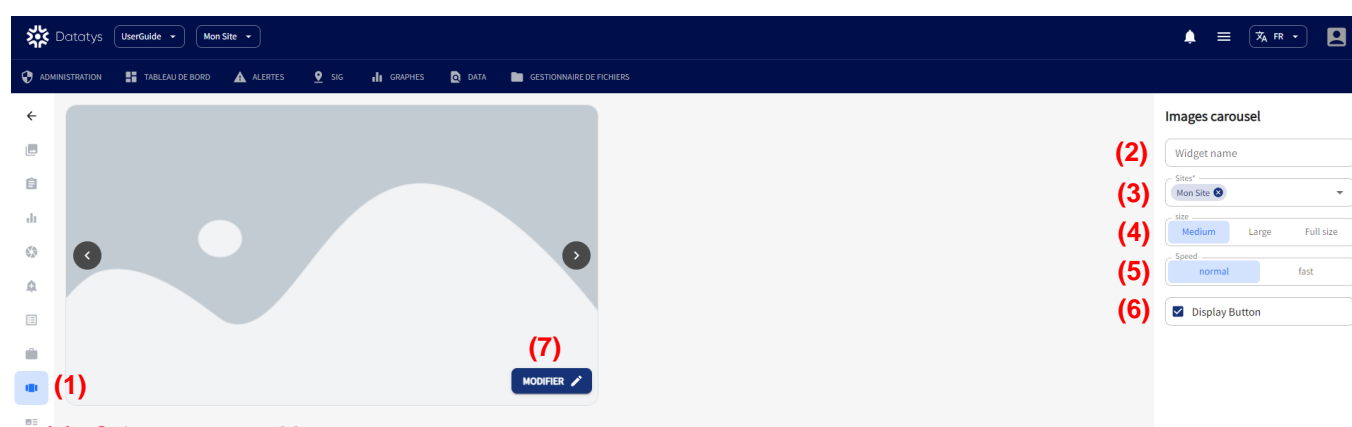 Datatys UserGuide Mon Site FR
ADMINISTRATION TABLEAU DE BORD ALERTES SIG GRAPHES DATA GESTIONNAIRE DE FICHIERS
Images carousel
(2) Widget name
Sites*
(3) Mon Site
size
(4) Medium Large Full size
Speed
(5) normal fast
(6) Display Button
(7)
MODIFIER
(1)